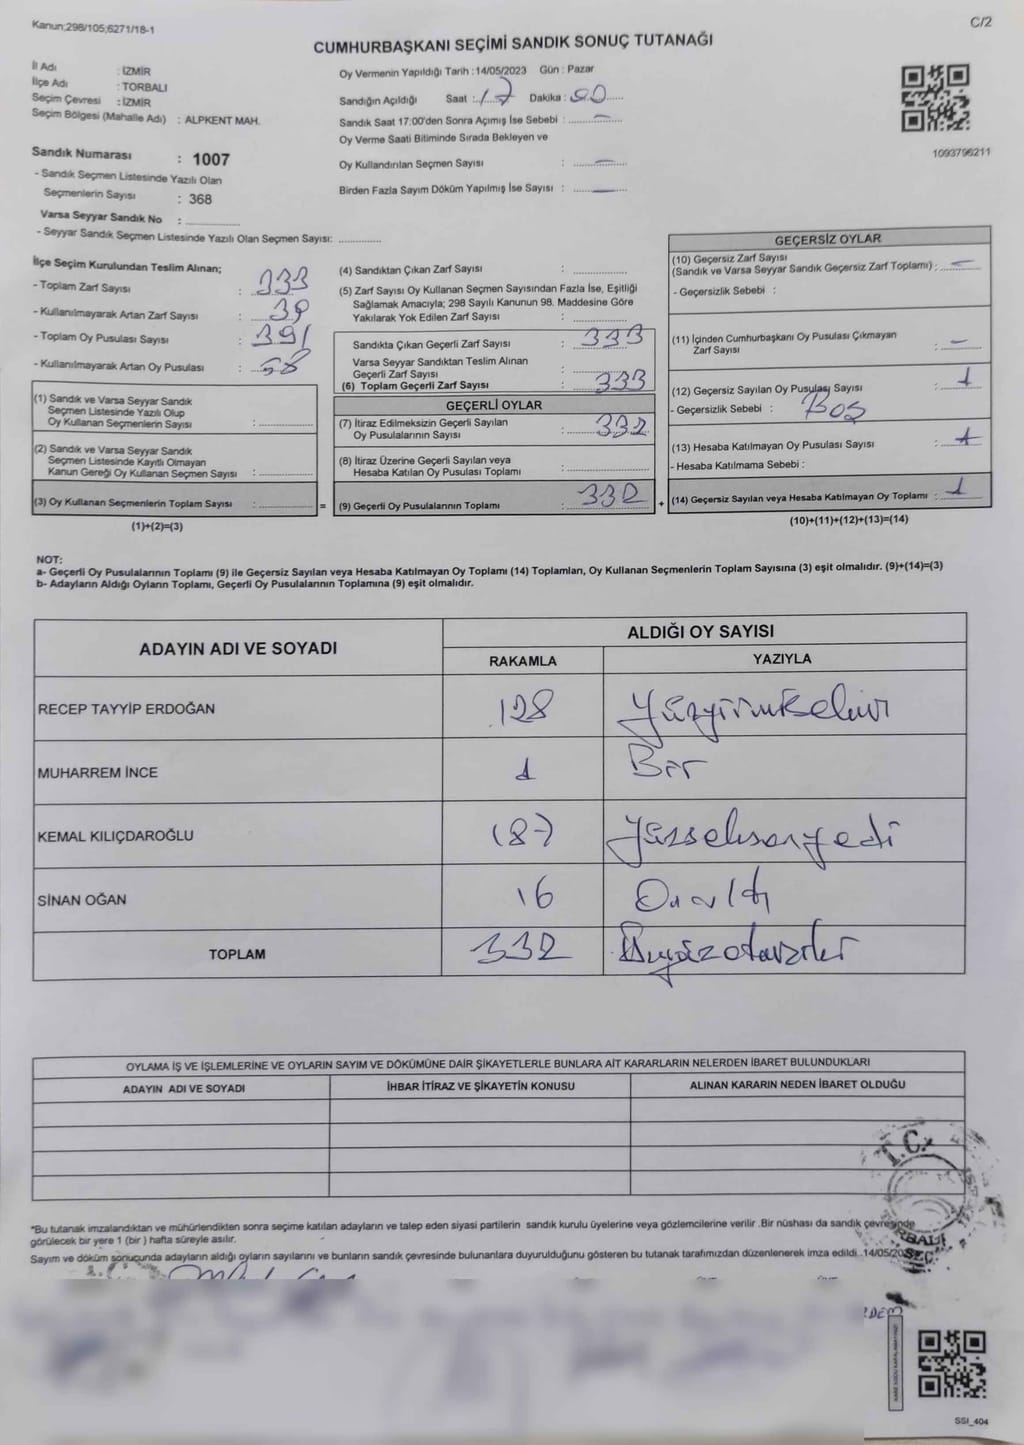 Kanun;298/105;6271/18-1
C/2
CUMHURBAŞKANI SEÇİMİ SANDIK SONUÇ TUTANAĞI
İl Adı : İZMİR
İlçe Adı : TORBALI
Seçim Çevresi : İZMİR
Seçim Bölgesi (Mahalle Adı) : ALPKENT MAH.
Sandık Numarası : 1007
- Sandık Seçmen Listesinde Yazılı Olan
Seçmenlerin Sayısı : 368
Varsa Seyyar Sandık No : ..............
- Seyyar Sandık Seçmen Listesinde Yazılı Olan Seçmen Sayısı: ............
Oy Vermenin Yapıldığı Tarih :14/05/2023 Gün : Pazar
Sandığın Açıldığı Saat : 17 Dakika : 00
Sandık Saat 17:00'den Sonra Açımış İse Sebebi : —
Oy Verme Saati Bitiminde Sırada Bekleyen ve
Oy Kullandırılan Seçmen Sayısı : —
Birden Fazla Sayım Döküm Yapılmış İse Sayısı : —
1093796211
İlçe Seçim Kurulundan Teslim Alınan;
- Toplam Zarf Sayısı :
- Kullanılmayarak Artan Zarf Sayısı :
- Toplam Oy Pusulası Sayısı : 391
- Kullanılmayarak Artan Oy Pusulası : 58
(1) Sandık ve Varsa Seyyar Sandık
Seçmen Listesinde Yazılı Olup
Oy Kullanan Seçmenlerin Sayısı : ..............
(2) Sandık ve Varsa Seyyar Sandık
Seçmen Listesinde Kayıtlı Olmayan
Kanun Gereği Oy Kullanan Seçmen Sayısı : ..............
(3) Oy Kullanan Seçmenlerin Toplam Sayısı : ..............
(1)+(2)=(3)
(4) Sandıktan Çıkan Zarf Sayısı : ..............
(5) Zarf Sayısı Oy Kullanan Seçmen Sayısından Fazla İse, Eşitliği
Sağlamak Amacıyla; 298 Sayılı Kanunun 98. Maddesine Göre
Yakılarak Yok Edilen Zarf Sayısı : ..............
Sandıkta Çıkan Geçerli Zarf Sayısı : 333
Varsa Seyyar Sandıktan Teslim Alınan
Geçerli Zarf Sayısı : ..............
(6) Toplam Geçerli Zarf Sayısı : 333
GEÇERLİ OYLAR
(7) İtiraz Edilmeksizin Geçerli Sayılan
Oy Pusulalarının Sayısı : 332
(8) İtiraz Üzerine Geçerli Sayılan veya
Hesaba Katılan Oy Pusulası Toplamı : ..............
= (9) Geçerli Oy Pusulalarının Toplamı : 332
GEÇERSİZ OYLAR
(10) Geçersiz Zarf Sayısı
(Sandık ve Varsa Seyyar Sandık Geçersiz Zarf Toplamı) : —
- Geçersizlik Sebebi :
(11) İçinden Cumhurbaşkanı Oy Pusulası Çıkmayan
Zarf Sayısı : —
(12) Geçersiz Sayılan Oy Pusulası Sayısı : 1
- Geçersizlik Sebebi : Boş
(13) Hesaba Katılmayan Oy Pusulası Sayısı :
- Hesaba Katılmama Sebebi :
+ (14) Geçersiz Sayılan veya Hesaba Katılmayan Oy Toplamı : 1
(10)+(11)+(12)+(13)=(14)
NOT:
a- Geçerli Oy Pusulalarının Toplamı (9) ile Geçersiz Sayılan veya Hesaba Katılmayan Oy Toplamı (14) Toplamları, Oy Kullanan Seçmenlerin Toplam Sayısına (3) eşit olmalıdır. (9)+(14)=(3)
b- Adayların Aldığı Oyların Toplamı, Geçerli Oy Pusulalarının Toplamına (9) eşit olmalıdır.
ADAYIN ADI VE SOYADI
ALDIĞI OY SAYISI
RAKAMLA
YAZIYLA
RECEP TAYYİP ERDOĞAN 128 Yüzyirmisekiz
MUHARREM İNCE 1 Bir
KEMAL KILIÇDAROĞLU 187 Yüzseksenyedi
SİNAN OĞAN 16 Onaltı
TOPLAM 332 Üçyüzotuziki
OYLAMA İŞ VE İŞLEMLERİNE VE OYLARIN SAYIM VE DÖKÜMÜNE DAİR ŞİKAYETLERLE BUNLARA AİT KARARLARIN NELERDEN İBARET BULUNDUKLARI
ADAYIN ADI VE SOYADI
İHBAR İTİRAZ VE ŞİKAYETİN KONUSU
ALINAN KARARIN NEDEN İBARET OLDUĞU
T.C.
*Bu tutanak imzalandıktan ve mühürlendikten sonra seçime katılan adayların ve talep eden siyasi partilerin sandık kurulu üyelerine veya gözlemcilerine verilir .Bir nüshası da sandık çevresinde
görülecek bir yere 1 (bir ) hafta süreyle asılır.
Sayım ve döküm sonucunda adayların aldığı oyların sayılarını ve bunların sandık çevresinde bulunanlara duyurulduğunu gösteren bu tutanak tarafımızdan düzenlenerek imza edildi. 14/05/20
SSI_404